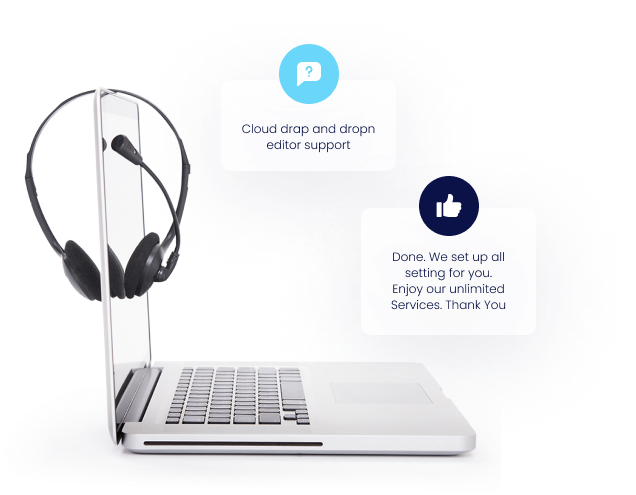 Cloud drap and dropn
editor support
Done. We set up all
setting for you.
Enjoy our unlimited
Services. Thank You